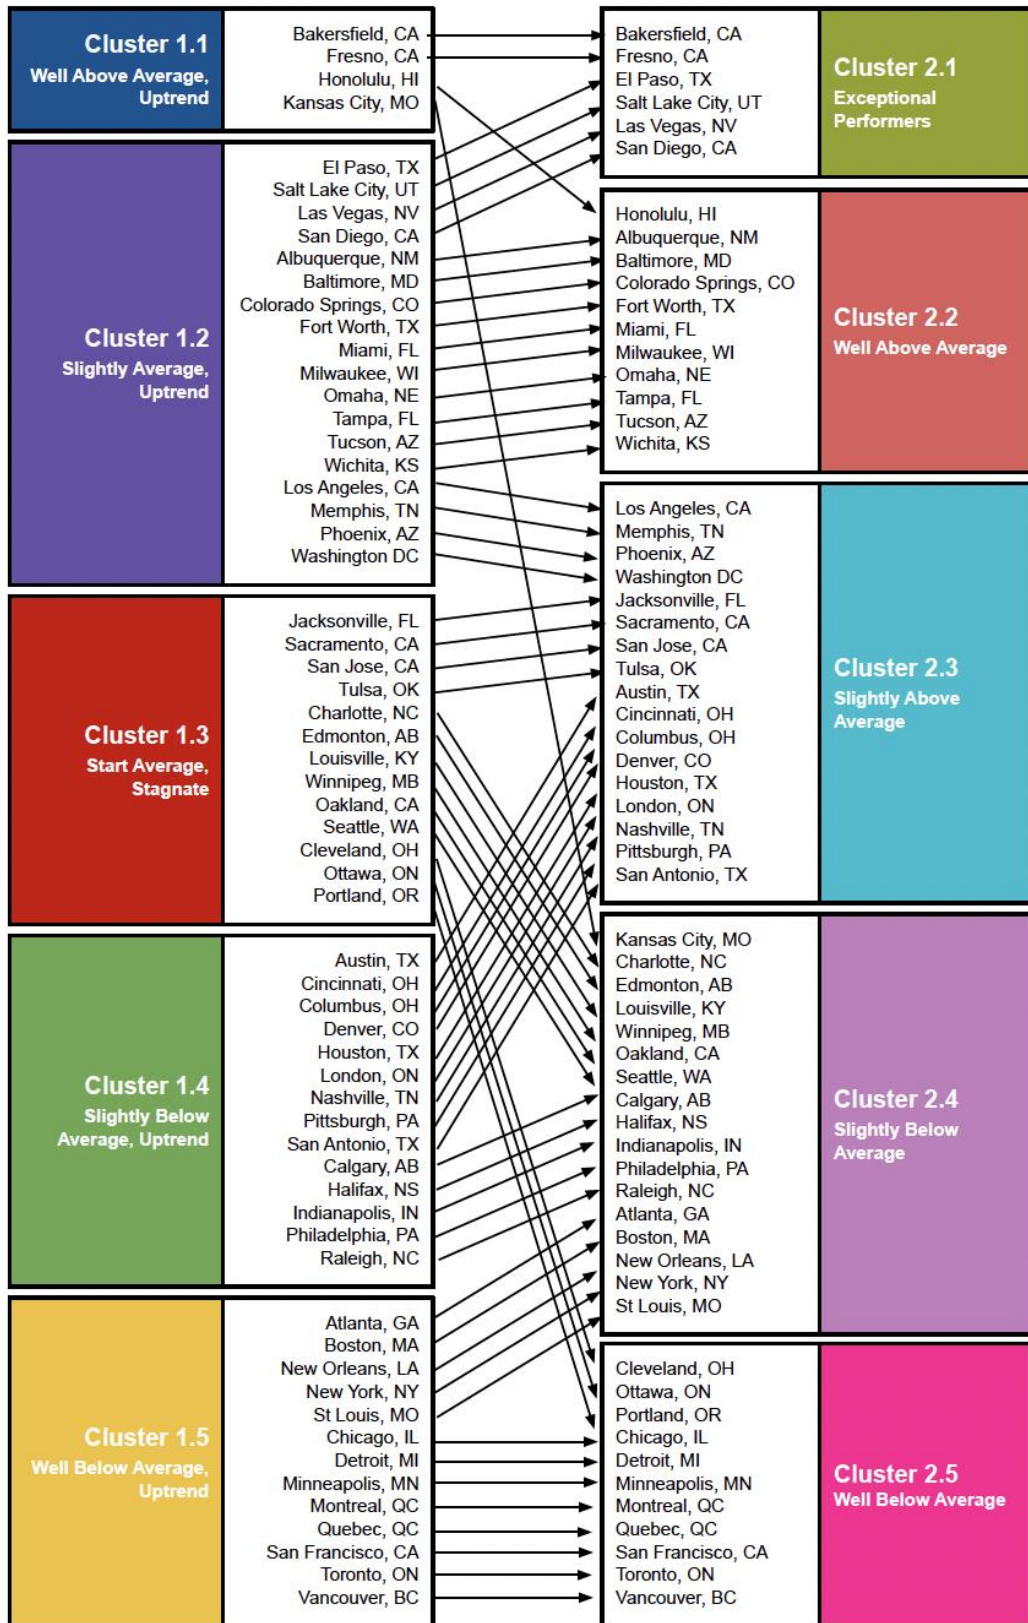 Cluster 1.1
Well Above Average,
Uptrend
Bakersfield, CA
Fresno, CA
Honolulu, HI
Kansas City, MO
Cluster 1.2
Slightly Average,
Uptrend
El Paso, TX
Salt Lake City, UT
Las Vegas, NV
San Diego, CA
Albuquerque, NM
Baltimore, MD
Colorado Springs, CO
Fort Worth, TX
Miami, FL
Milwaukee, WI
Omaha, NE
Tampa, FL
Tucson, AZ
Wichita, KS
Los Angeles, CA
Memphis, TN
Phoenix, AZ
Washington DC
Cluster 1.3
Start Average,
Stagnate
Jacksonville, FL
Sacramento, CA
San Jose, CA
Tulsa, OK
Charlotte, NC
Edmonton, AB
Louisville, KY
Winnipeg, MB
Oakland, CA
Seattle, WA
Cleveland, OH
Ottawa, ON
Portland, OR
Cluster 1.4
Slightly Below
Average, Uptrend
Austin, TX
Cincinnati, OH
Columbus, OH
Denver, CO
Houston, TX
London, ON
Nashville, TN
Pittsburgh, PA
San Antonio, TX
Calgary, AB
Halifax, NS
Indianapolis, IN
Philadelphia, PA
Raleigh, NC
Cluster 1.5
Well Below Average,
Uptrend
Atlanta, GA
Boston, MA
New Orleans, LA
New York, NY
St Louis, MO
Chicago, IL
Detroit, MI
Minneapolis, MN
Montreal, QC
Quebec, QC
San Francisco, CA
Toronto, ON
Vancouver, BC
Bakersfield, CA
Fresno, CA
El Paso, TX
Salt Lake City, UT
Las Vegas, NV
San Diego, CA
Cluster 2.1
Exceptional
Performers
Honolulu, HI
Albuquerque, NM
Baltimore, MD
Colorado Springs, CO
Fort Worth, TX
Miami, FL
Milwaukee, WI
Omaha, NE
Tampa, FL
Tucson, AZ
Wichita, KS
Cluster 2.2
Well Above Average
Los Angeles, CA
Memphis, TN
Phoenix, AZ
Washington DC
Jacksonville, FL
Sacramento, CA
San Jose, CA
Tulsa, OK
Austin, TX
Cincinnati, OH
Columbus, OH
Denver, CO
Houston, TX
London, ON
Nashville, TN
Pittsburgh, PA
San Antonio, TX
Cluster 2.3
Slightly Above
Average
Kansas City, MO
Charlotte, NC
Edmonton, AB
Louisville, KY
Winnipeg, MB
Oakland, CA
Seattle, WA
Calgary, AB
Halifax, NS
Indianapolis, IN
Philadelphia, PA
Raleigh, NC
Atlanta, GA
Boston, MA
New Orleans, LA
New York, NY
St Louis, MO
Cluster 2.4
Slightly Below
Average
Cleveland, OH
Ottawa, ON
Portland, OR
Chicago, IL
Detroit, MI
Minneapolis, MN
Montreal, QC
Quebec, QC
San Francisco, CA
Toronto, ON
Vancouver, BC
Cluster 2.5
Well Below Average